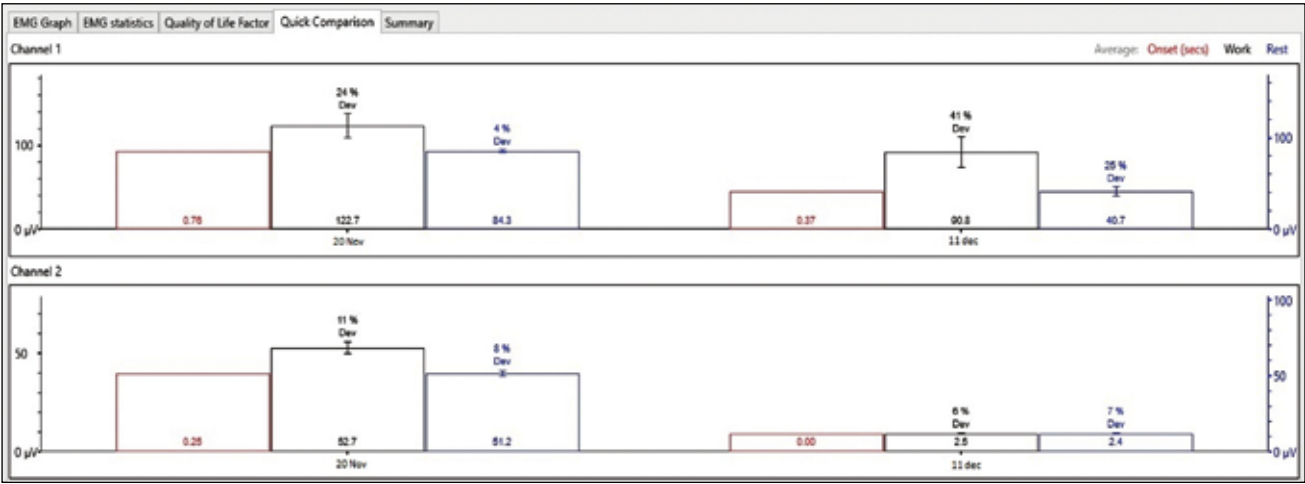 EMG Graph EMG statistics Quality of Life Factor Quick Comparison Summary
Channel 1 Average: Onset (secs) Work Rest
24 %
Dev
4 %
Dev
41 %
Dev
25 %
Dev
100 100
0.76 122.7 84.3 0.37 90.8 40.7
0 µV 0 µV
20 Nov 11 dec
Channel 2
100
11 %
Dev
8 %
Dev
50 50
6 % 7 %
Dev Dev
0.25 52.7 51.2 0.00 2.5 2.4
0 µV 0 µV
20 Nov 11 dec